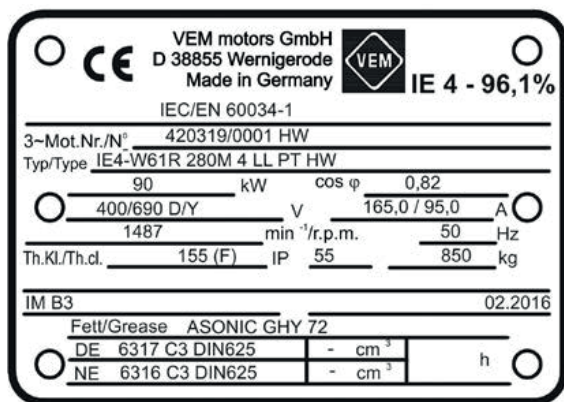 CE
VEM motors GmbH
D 38855 Wernigerode
Made in Germany
VEM
IE 4 - 96,1%
IEC/EN 60034-1
3~Mot.Nr./N° 420319/0001 HW
Typ/Type IE4-W61R 280M 4 LL PT HW
90 kW cos φ 0,82
400/690 D/Y V 165,0 / 95,0 A
1487 min⁻¹/r.p.m. 50 Hz
Th.Kl./Th.cl. 155 (F) IP 55 850 kg
IM B3 02.2016
Fett/Grease ASONIC GHY 72
DE 6317 C3 DIN625 - cm³ h
NE 6316 C3 DIN625 - cm³